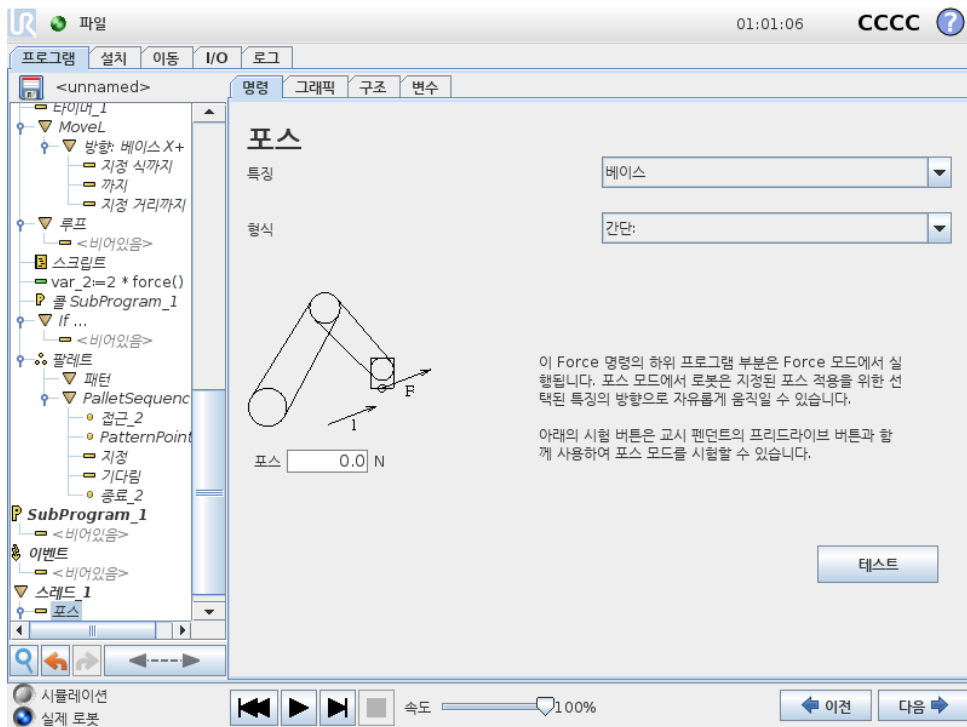 UR 파일 01:01:06 CCCC ?
프로그램 설치 이동 I/O 로그
<unnamed>
명령 그래픽 구조 변수
타이머_1
MoveL
방향: 베이스 X+
지정 식까지
까지
지정 거리까지
루프
<비어있음>
스크립트
var_2:=2 * force()
P 콜 SubProgram_1
If ...
<비어있음>
팔레트
패턴
PalletSequenc
접근_2
PatternPoint
지정
기다림
종료_2
P SubProgram_1
<비어있음>
이벤트
<비어있음>
스레드_1
포스
포스
특징 베이스
형식 간단:
F
1
포스 0.0 N
이 Force 명령의 하위 프로그램 부분은 Force 모드에서 실
행됩니다. 포스 모드에서 로봇은 지정된 포스 적용을 위한 선
택된 특징의 방향으로 자유롭게 움직일 수 있습니다.
아래의 시험 버튼은 교시 펜던트의 프리드라이브 버튼과 함
께 사용하여 포스 모드를 시험할 수 있습니다.
테스트
시뮬레이션
실제 로봇
속도 100%
이전 다음